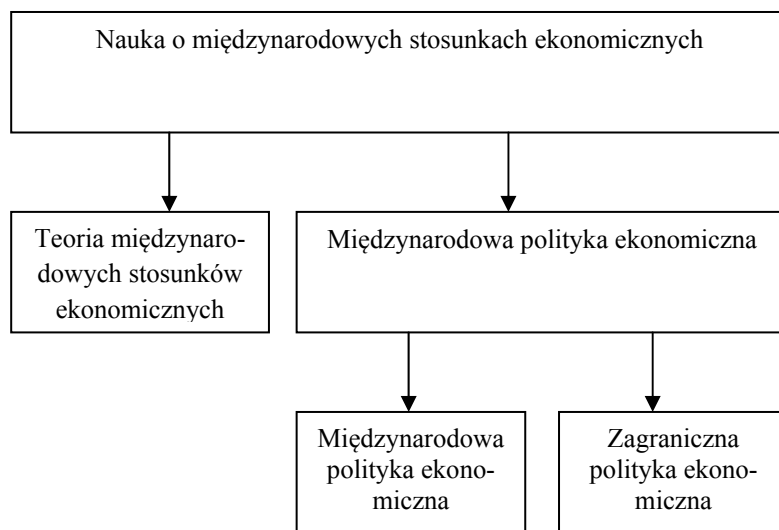 Nauka o międzynarodowych stosunkach ekonomicznych
Teoria międzynaro-
dowych stosunków
ekonomicznych
Międzynarodowa polityka ekonomiczna
Międzynarodowa
polityka ekono-
miczna
Zagraniczna
polityka ekono-
miczna